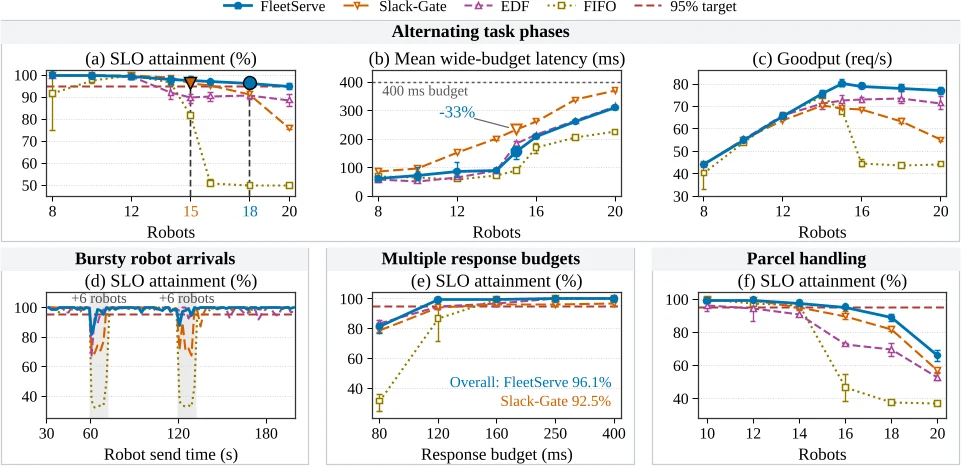 FleetServe Slack-Gate EDF FIFO 95% target
Alternating task phases
(a) SLO attainment (%)
100
90
80
70
60
50
8 12 15 18 20
Robots
(b) Mean wide-budget latency (ms)
400
300
200
100
0
400 ms budget
-33%
8 12 16 20
Robots
(c) Goodput (req/s)
80
70
60
50
40
30
8 12 16 20
Robots
Bursty robot arrivals
(d) SLO attainment (%)
+6 robots +6 robots
100
80
60
40
30 60 120 180
Robot send time (s)
Multiple response budgets
(e) SLO attainment (%)
100
80
60
40
Overall: FleetServe 96.1%
Slack-Gate 92.5%
80 120 160 250 400
Response budget (ms)
Parcel handling
(f) SLO attainment (%)
100
80
60
40
10 12 14 16 18 20
Robots